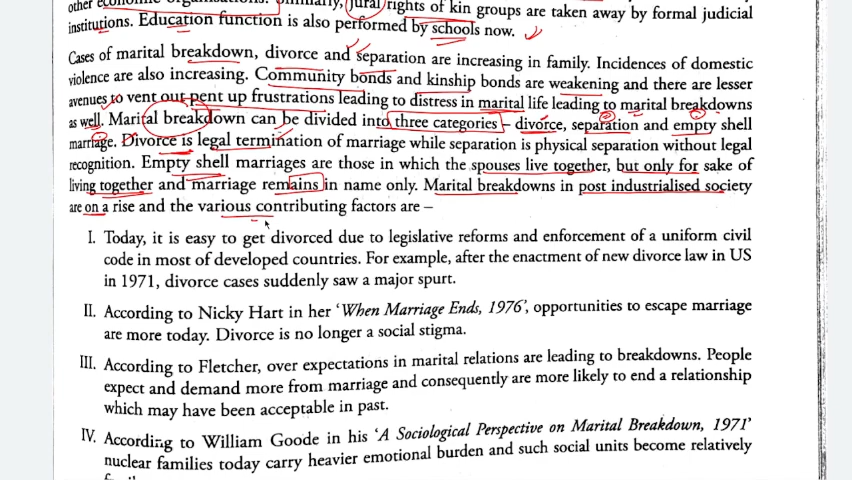 other economic organisations. Similarly, jural rights of kin groups are taken away by formal judicial
institutions. Education function is also performed by schools now.
Cases of marital breakdown, divorce and separation are increasing in family. Incidences of domestic
violence are also increasing. Community bonds and kinship bonds are weakening and there are lesser
avenues to vent out pent up frustrations leading to distress in marital life leading to marital breakdowns
as well. Marital breakdown can be divided into three categories – divorce, separation and empty shell
marriage. Divorce is legal termination of marriage while separation is physical separation without legal
recognition. Empty shell marriages are those in which the spouses live together, but only for sake of
living together and marriage remains in name only. Marital breakdowns in post industrialised society
are on a rise and the various contributing factors are –
I. Today, it is easy to get divorced due to legislative reforms and enforcement of a uniform civil
code in most of developed countries. For example, after the enactment of new divorce law in US
in 1971, divorce cases suddenly saw a major spurt.
II. According to Nicky Hart in her ‘When Marriage Ends, 1976’, opportunities to escape marriage
are more today. Divorce is no longer a social stigma.
III. According to Fletcher, over expectations in marital relations are leading to breakdowns. People
expect and demand more from marriage and consequently are more likely to end a relationship
which may have been acceptable in past.
IV. According to William Goode in his ‘A Sociological Perspective on Marital Breakdown, 1971’
nuclear families today carry heavier emotional burden and such social units become relatively